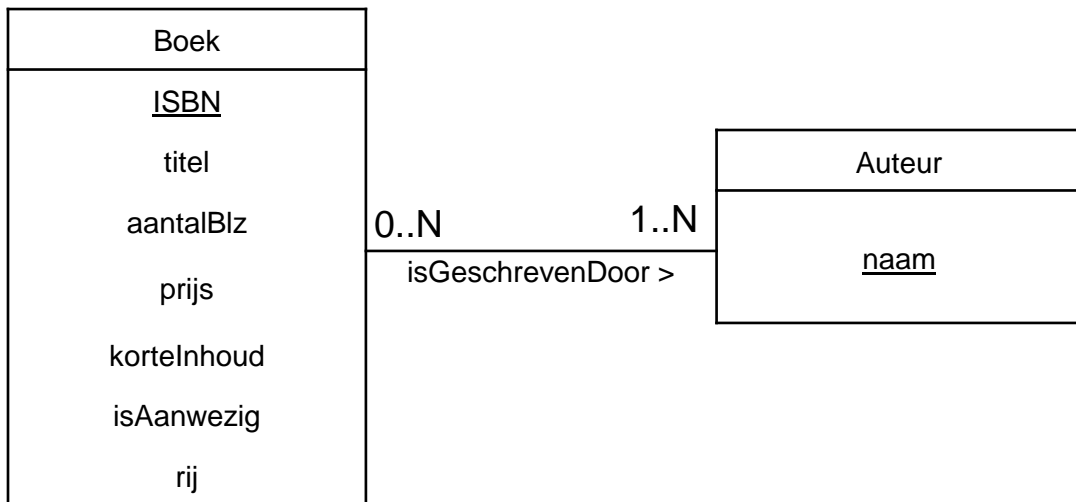 Boek
ISBN
titel
aantalBlz
prijs
korteInhoud
isAanwezig
rij
0..N
1..N
isGeschrevenDoor >
Auteur
naam